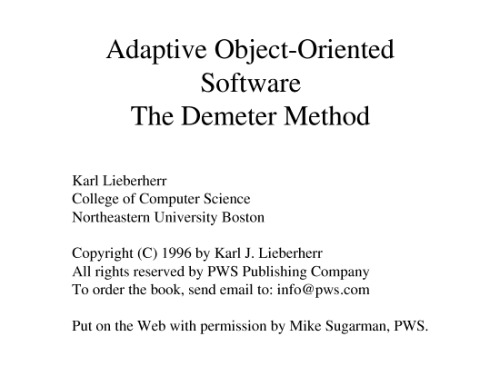 Adaptive Object-Oriented
Software
The Demeter Method
Karl Lieberherr
College of Computer Science
Northeastern University Boston
Copyright (C) 1996 by Karl J. Lieberherr
All rights reserved by PWS Publishing Company
To order the book, send email to: info@pws.com
Put on the Web with permission by Mike Sugarman, PWS.